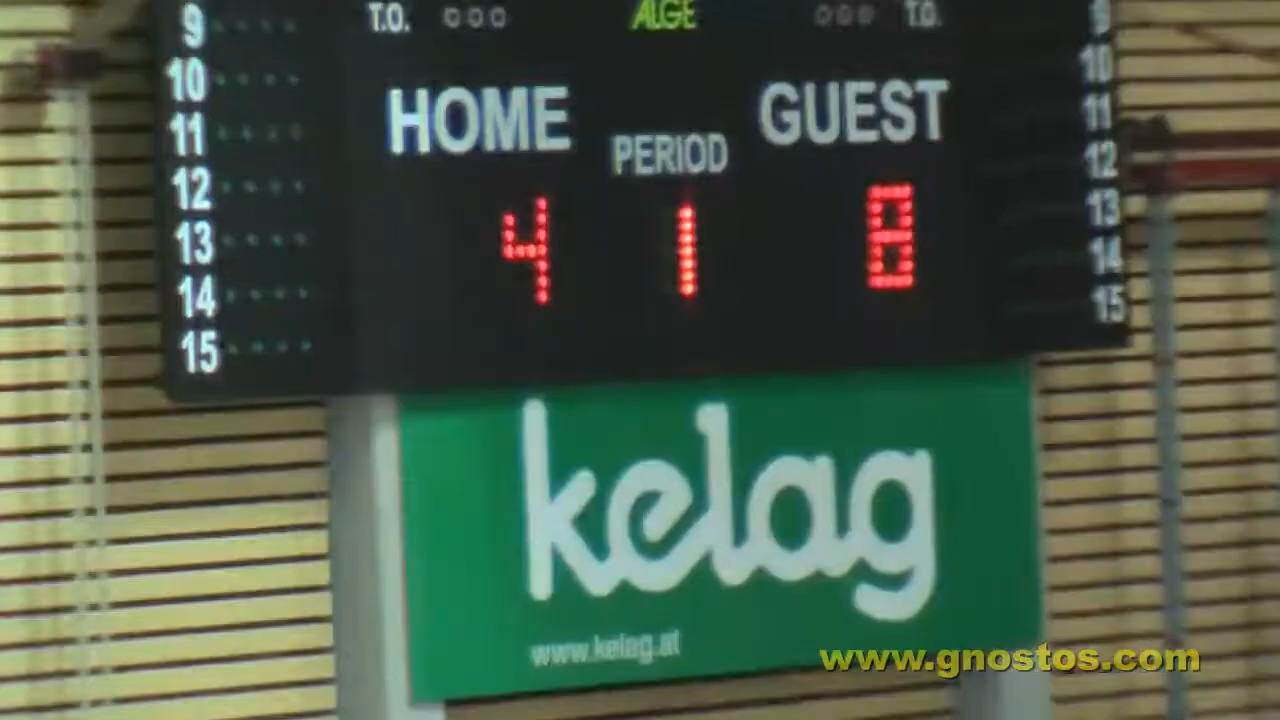 9 T.O. ALGE T.O. 9
10 HOME GUEST 10
11 PERIOD 11
12 12
13 4 1 8 13
14 14
15 15
kelag
www.kelag.at
www.gnostos.com